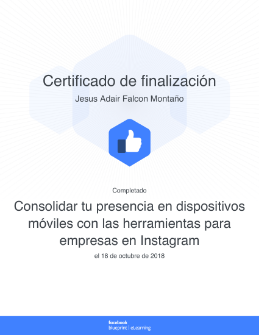 Certificado de finalización
Jesus Adair Falcon Montaño
Completado
Consolidar tu presencia en dispositivos
móviles con las herramientas para
empresas en Instagram
el 18 de octubre de 2018
facebook
blueprint eLearning